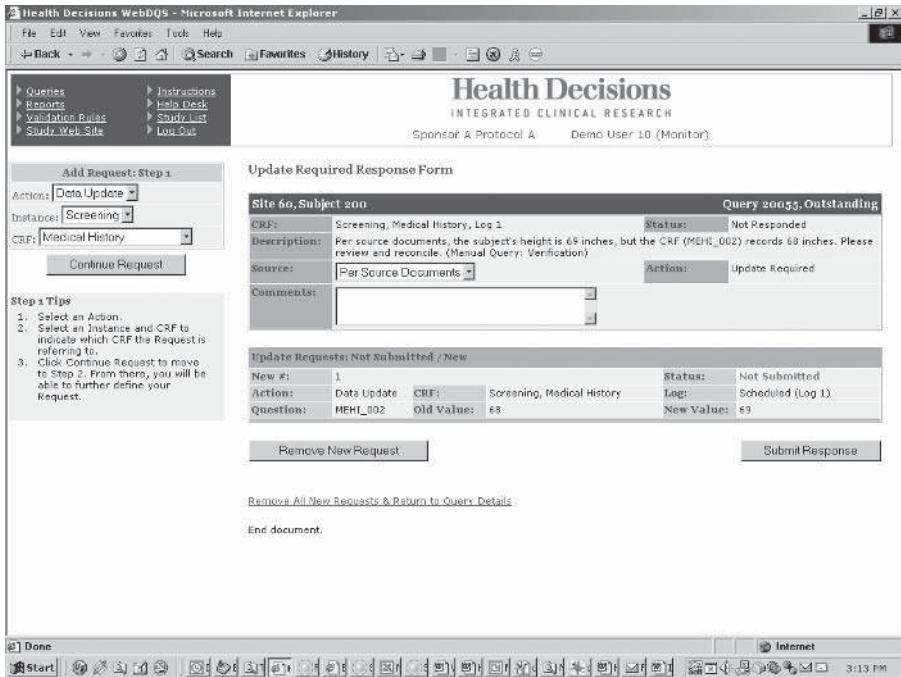 Health Decisions WebDQS - Microsoft Internet Explorer
File Edit View Favorites Tools Help
Back Search Favorites History
Queries
Reports
Validation Rules
Study Web Site
Instructions
Help Desk
Study List
Log Out
Health Decisions
INTEGRATED CLINICAL RESEARCH
Sponsor A Protocol A Demo User 10 (Monitor)
Add Request: Step 1
Action: Data Update
Instance: Screening
CRF: Medical History
Continue Request
Step 1 Tips
1. Select an Action.
2. Select an Instance and CRF to
indicate which CRF the Request is
referring to.
3. Click Continue Request to move
to Step 2. From there, you will be
able to further define your
Request.
Update Required Response Form
Site 60, Subject 200 Query 20055, Outstanding
CRF: Screening, Medical History, Log 1 Status: Not Responded
Description: Per source documents, the subject's height is 69 inches, but the CRF (MEHI_002) records 68 inches. Please
review and reconcile. (Manual Query: Verification)
Source: Per Source Documents Action: Update Required
Comments:
Update Requests: Not Submitted / New
New #: 1 Status: Not Submitted
Action: Data Update CRF: Screening, Medical History Log: Scheduled (Log 1)
Question: MEHI_002 Old Value: 68 New Value: 69
Remove New Request Submit Response
Remove All New Requests & Return to Query Details
End document.
Done Internet
Start 3:13 PM